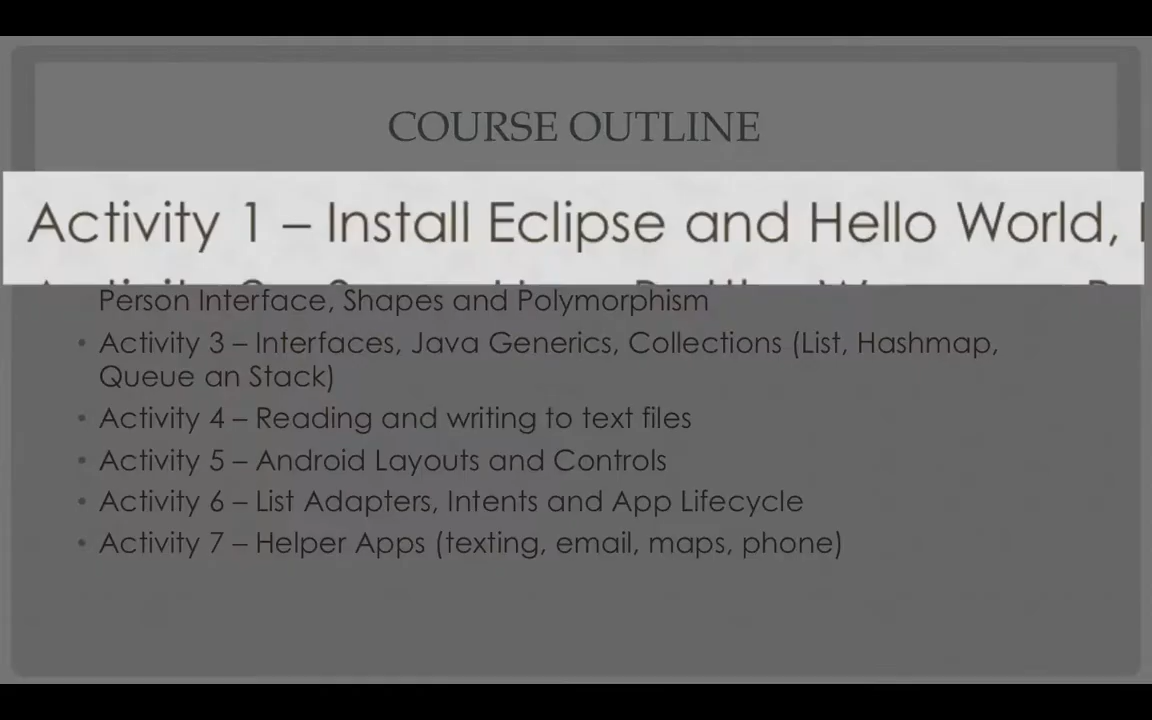 COURSE OUTLINE
Activity 1 – Install Eclipse and Hello World,
Person Interface, Shapes and Polymorphism
• Activity 3 – Interfaces, Java Generics, Collections (List, Hashmap,
Queue an Stack)
• Activity 4 – Reading and writing to text files
• Activity 5 – Android Layouts and Controls
• Activity 6 – List Adapters, Intents and App Lifecycle
• Activity 7 – Helper Apps (texting, email, maps, phone)